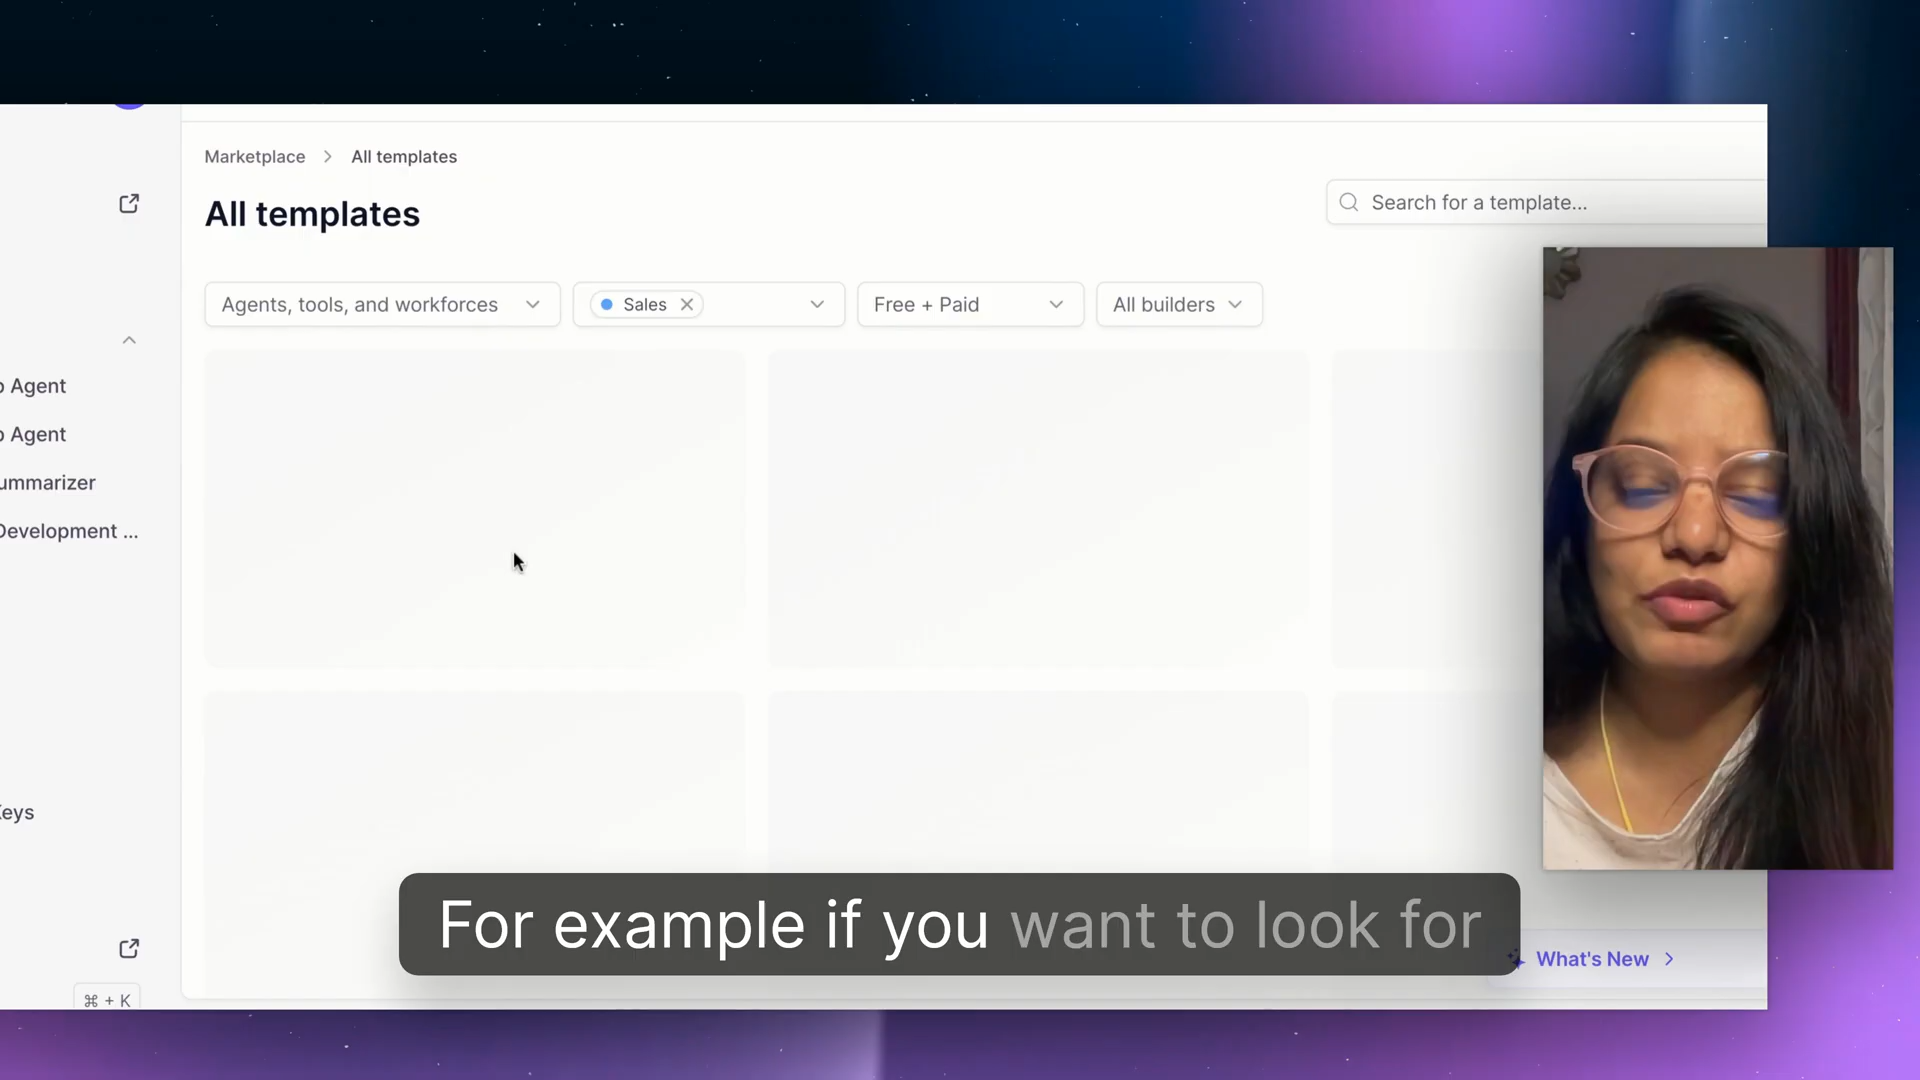 Marketplace > All templates
All templates
Search for a template...
Agents, tools, and workforces
Sales
Free + Paid
All builders
Agent
Agent
ummarizer
Development ...
eys
For example if you want to look for
What's New
⌘ + K